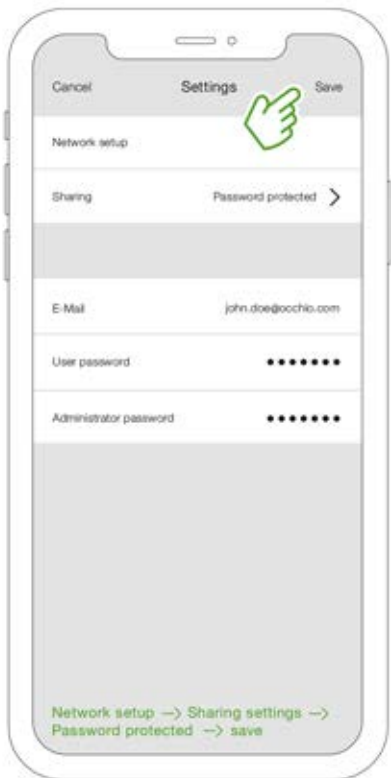 Cancel Settings Save
Network setup
Sharing Password protected
E-Mail john.doe@occhio.com
User password •••••••
Administrator password •••••••
Network setup —> Sharing settings —>
Password protected —> save